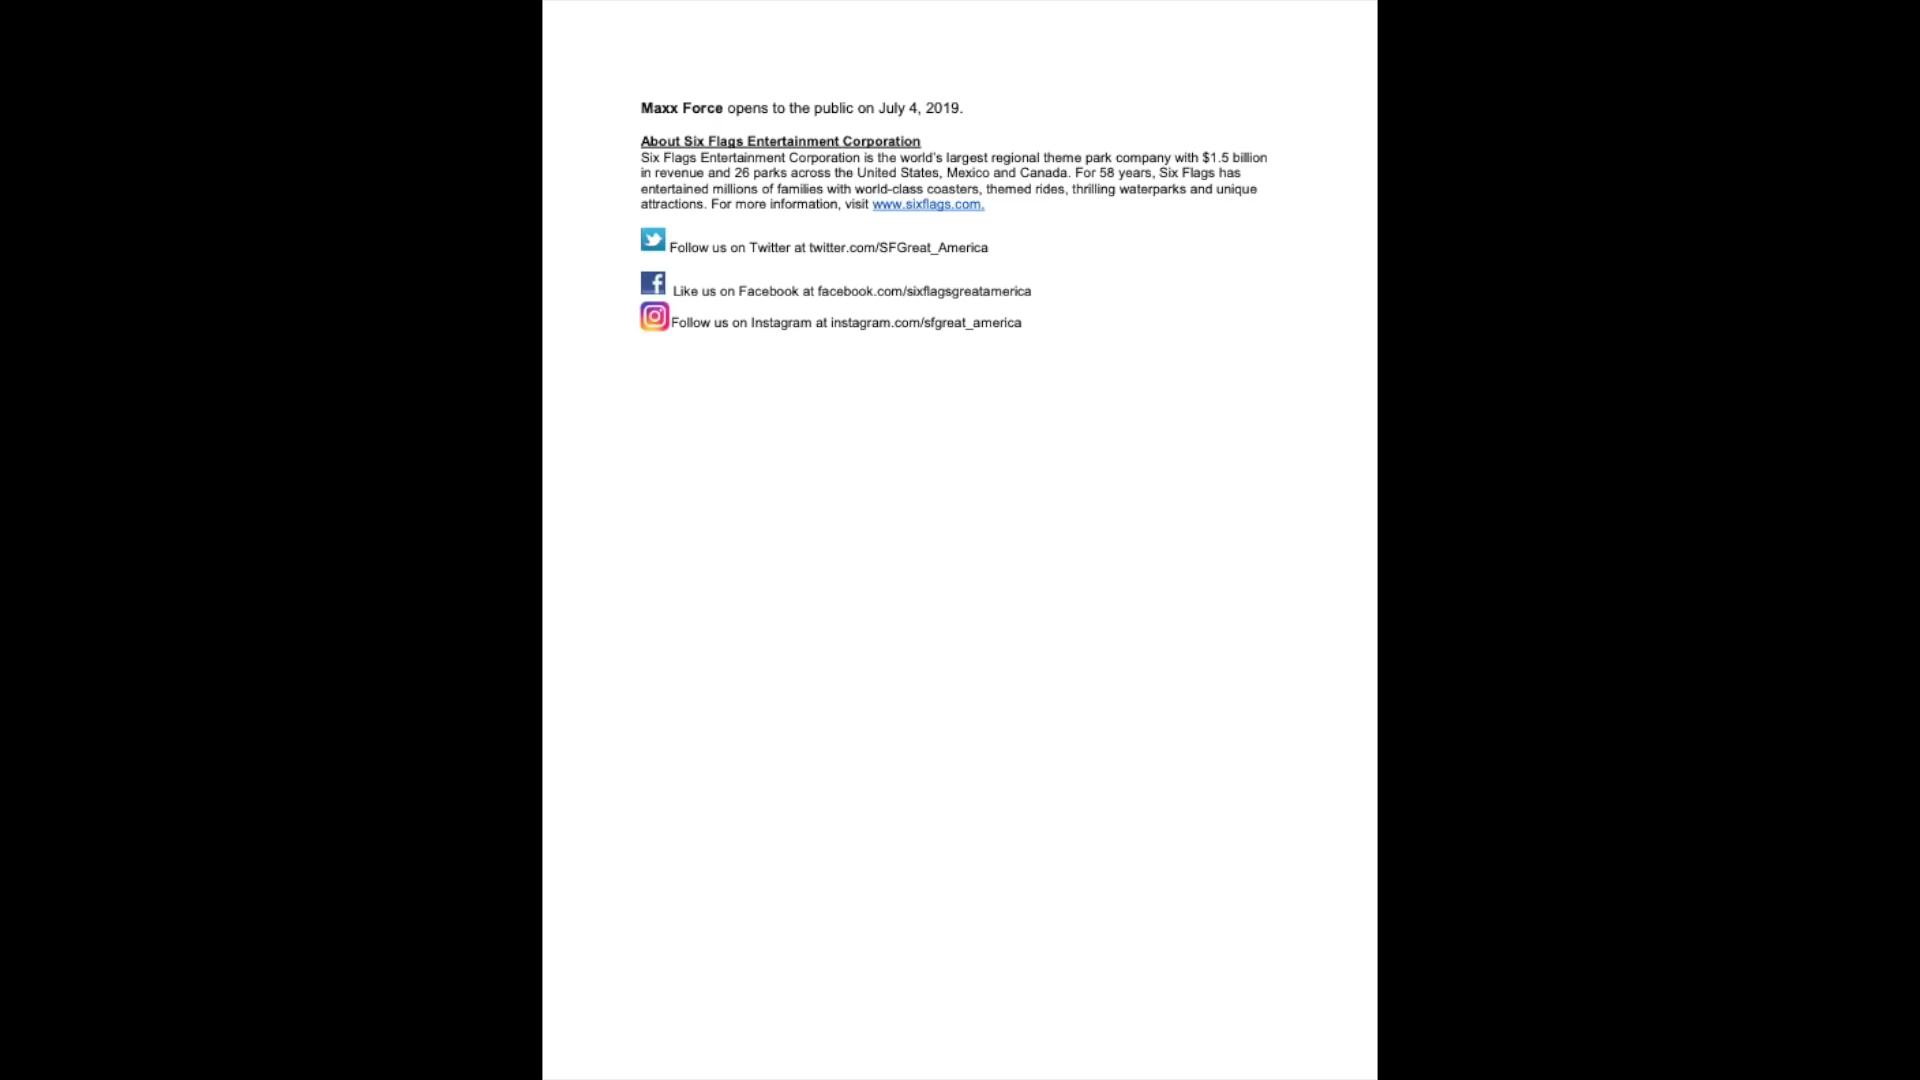 Maxx Force opens to the public on July 4, 2019.
About Six Flags Entertainment Corporation
Six Flags Entertainment Corporation is the world's largest regional theme park company with $1.5 billion
in revenue and 26 parks across the United States, Mexico and Canada. For 58 years, Six Flags has
entertained millions of families with world-class coasters, themed rides, thrilling waterparks and unique
attractions. For more information, visit www.sixflags.com.
Follow us on Twitter at twitter.com/SFGreat_America
Like us on Facebook at facebook.com/sixflagsgreatamerica
Follow us on Instagram at instagram.com/sfgreat_america